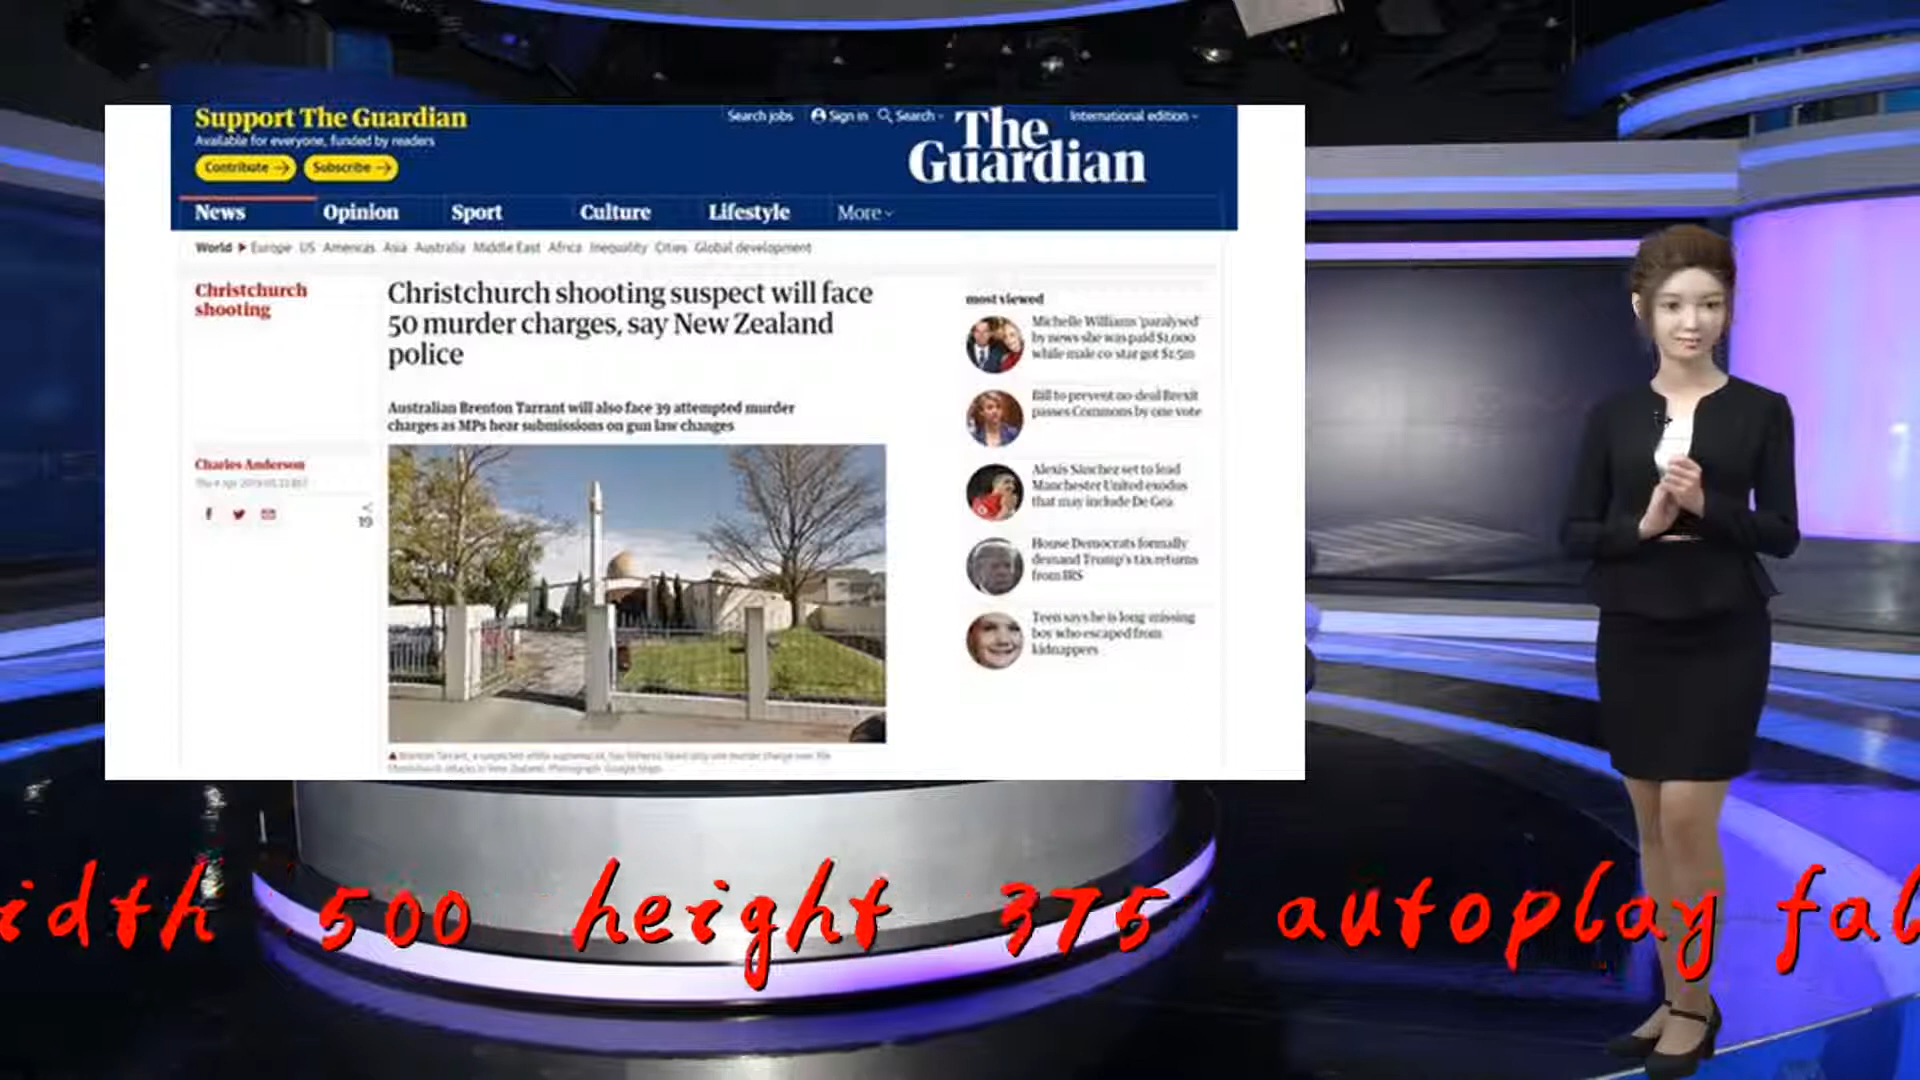 Support The Guardian
Available for everyone, funded by readers
Contribute →
Subscribe →
Search jobs
Sign in
Search
International edition
The
Guardian
News
Opinion
Sport
Culture
Lifestyle
More
World
Europe
US
Americas
Asia
Australia
Middle East
Africa
Inequality
Cities
Global development
Christchurch
shooting
Christchurch shooting suspect will face
50 murder charges, say New Zealand
police
Australian Brenton Tarrant will also face 39 attempted murder
charges as MPs hear submissions on gun law changes
Charles Anderson
19
most viewed
Michelle Williams 'paralysed'
by news she was paid $1,000
while male co-star got $1.5m
Bill to prevent no-deal Brexit
passes Commons by one vote
Alexis Sánchez set to lead
Manchester United exodus
that may include De Gea
House Democrats formally
demand Trump's tax returns
from IRS
Teen says he is long-missing
boy who escaped from
kidnappers
idth 500 height 375 autoplay fal